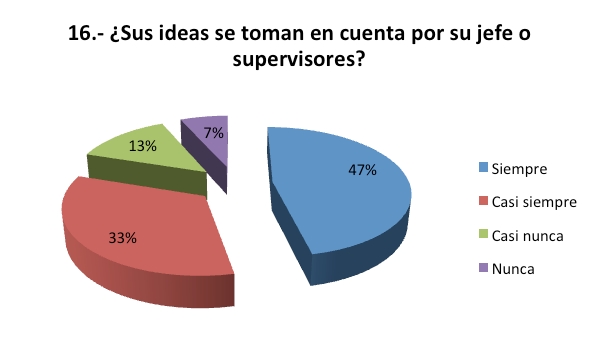 16.- ¿Sus ideas se toman en cuenta por su jefe o
supervisores?
7%
13%
47%
33%
Siempre
Casi siempre
Casi nunca
Nunca